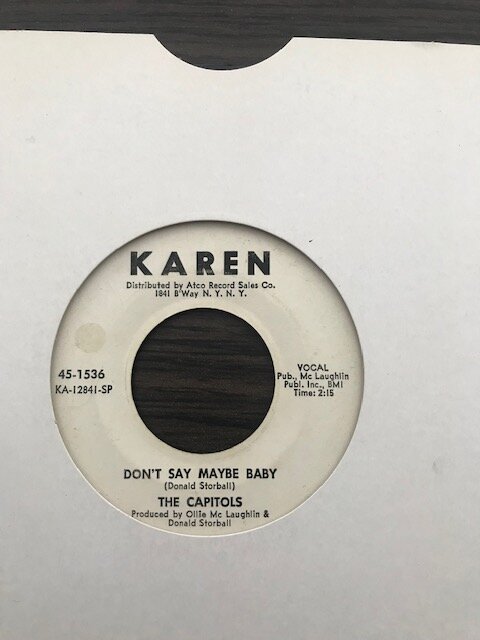 KAREN
Distributed by Atco Record Sales Co.
1841 B'Way N. Y. N. Y.
45-1536
KA-12841-SP
VOCAL
Pub., Mc Laughlin
Publ. Inc., BMI
Time: 2:15
DON'T SAY MAYBE BABY
(Donald Storball)
THE CAPITOLS
Produced by Ollie Mc Laughlin &
Donald Storball